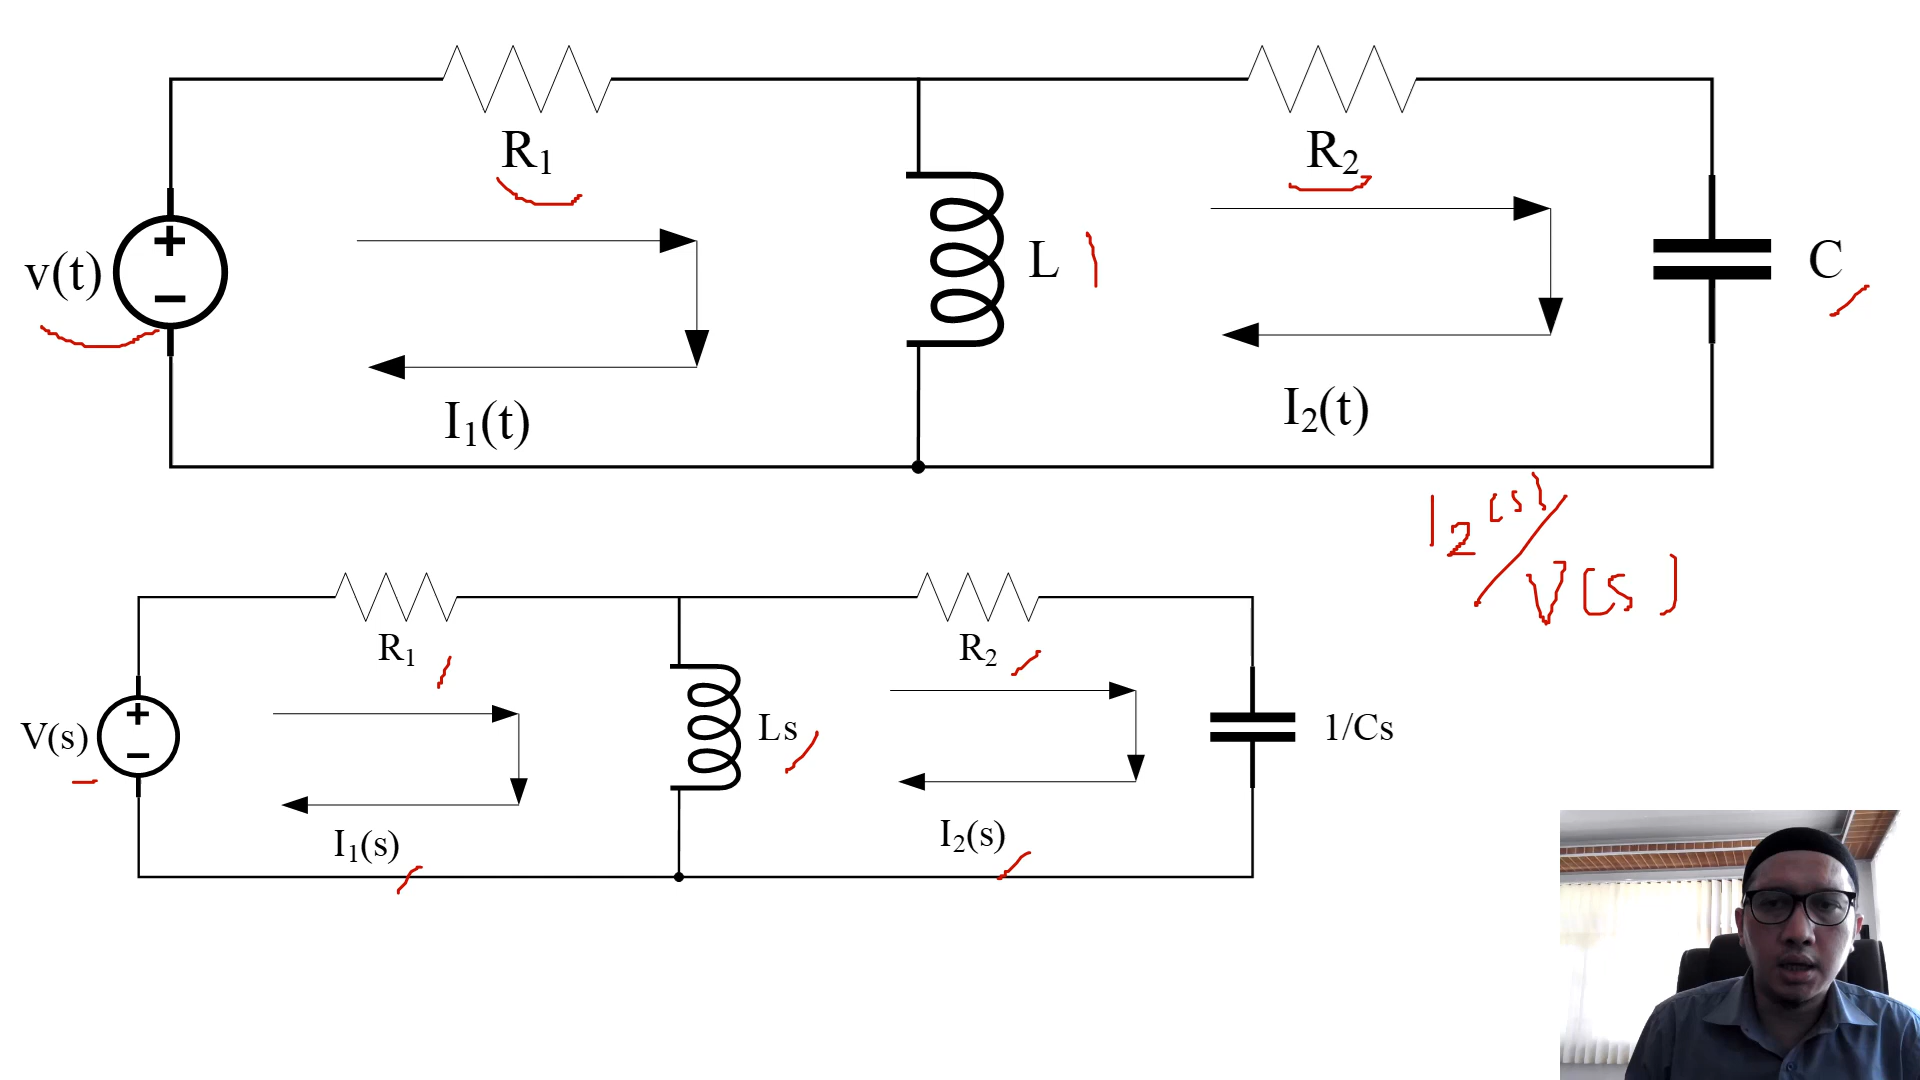 R₁
R₂
v(t)
L
C
I₁(t)
I₂(t)
I₂(s)/V(s)
R₁
R₂
V(s)
Ls
1/Cs
I₁(s)
I₂(s)